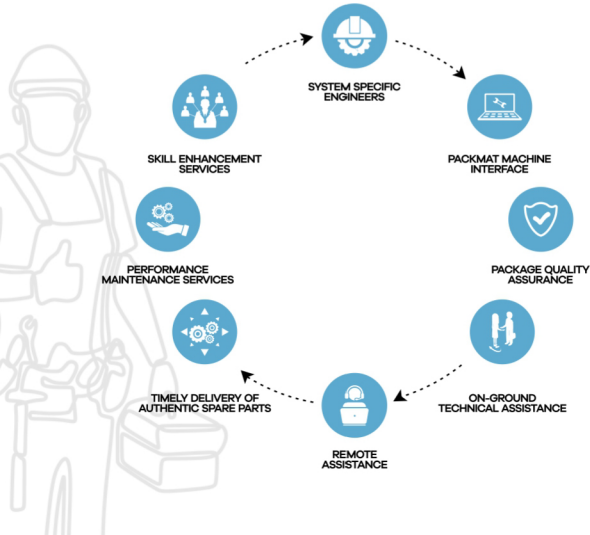 SYSTEM SPECIFIC
ENGINEERS
SKILL ENHANCEMENT
SERVICES
PACKMAT MACHINE
INTERFACE
PERFORMANCE
MAINTENANCE SERVICES
PACKAGE QUALITY
ASSURANCE
TIMELY DELIVERY OF
AUTHENTIC SPARE PARTS
ON-GROUND
TECHNICAL ASSISTANCE
REMOTE
ASSISTANCE